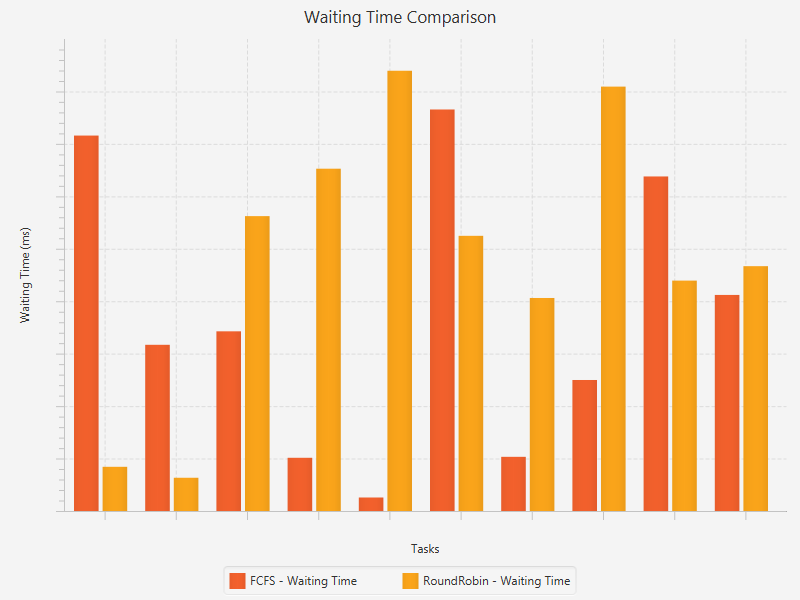 Waiting Time Comparison
Waiting Time (ms)
Tasks
FCFS - Waiting Time
RoundRobin - Waiting Time